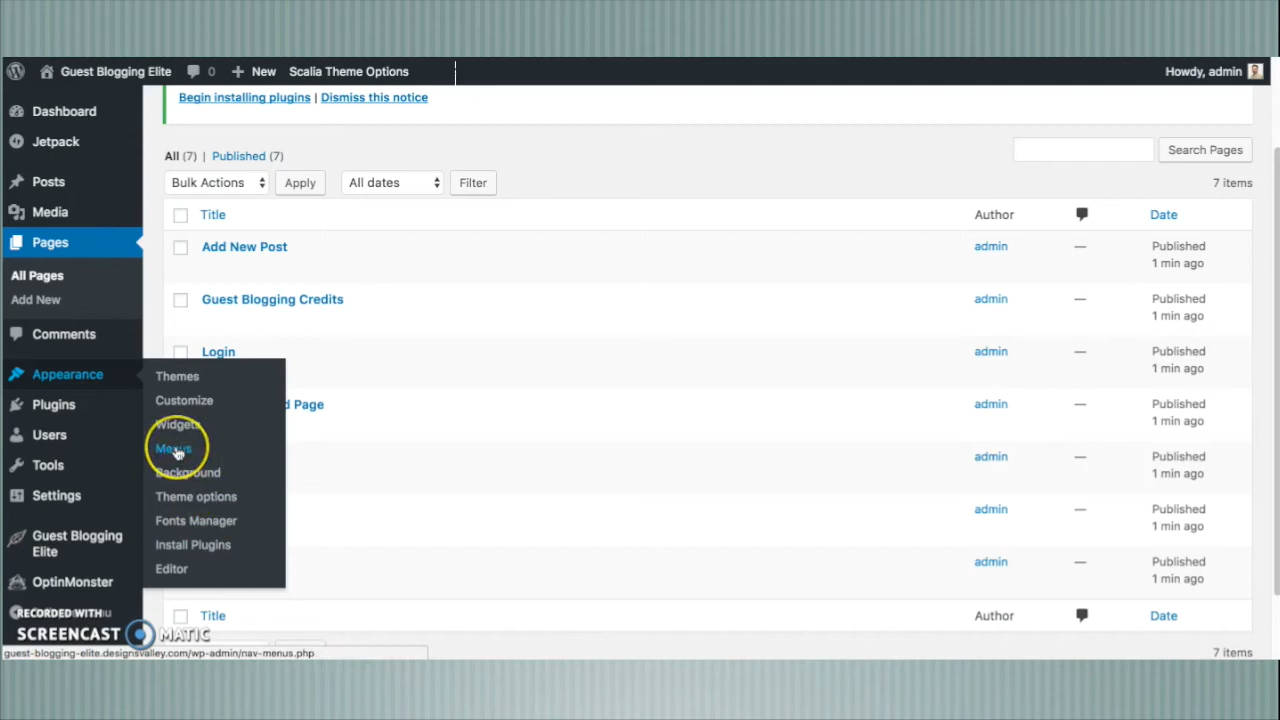 Guest Blogging Elite 0 New Scalia Theme Options Howdy, admin
Begin installing plugins | Dismiss this notice
Dashboard
Jetpack
Posts
Media
Pages
All Pages
Add New
Comments
Appearance
Plugins
Users
Tools
Settings
Guest Blogging
Elite
OptinMonster
Themes
Customize
Widgets
Menus
Background
Theme options
Fonts Manager
Install Plugins
Editor
All (7) | Published (7)
Search Pages
Bulk Actions Apply All dates Filter 7 items
Title Author Date
Add New Post admin — Published
1 min ago
Guest Blogging Credits admin — Published
1 min ago
Login admin — Published
1 min ago
d Page admin — Published
1 min ago
admin — Published
1 min ago
admin — Published
1 min ago
admin — Published
1 min ago
Title Author Date
7 items
RECORDED WITH
SCREENCAST MATIC
guest-blogging-elite.designsvalley.com/wp-admin/nav-menus.php